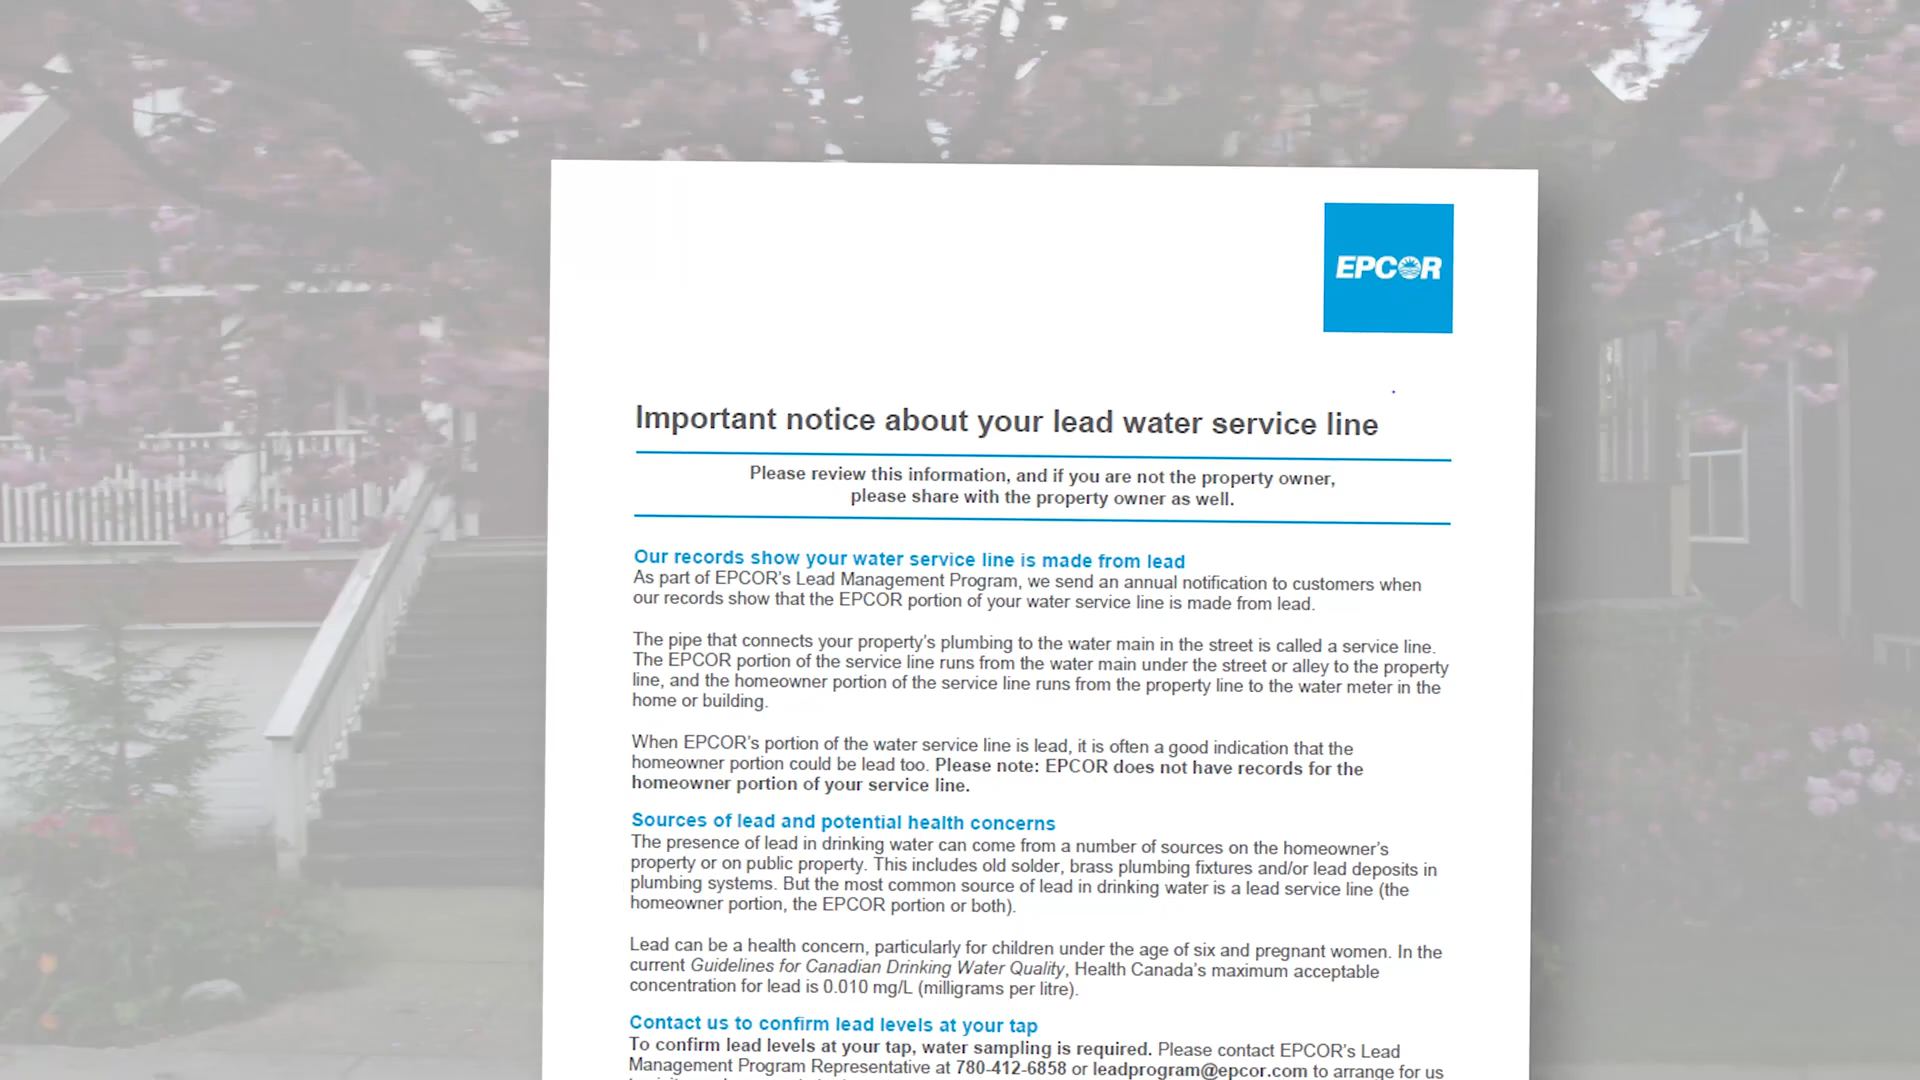 EPCOR
Important notice about your lead water service line
Please review this information, and if you are not the property owner,
please share with the property owner as well.
Our records show your water service line is made from lead
As part of EPCOR's Lead Management Program, we send an annual notification to customers when
our records show that the EPCOR portion of your water service line is made from lead.
The pipe that connects your property's plumbing to the water main in the street is called a service line.
The EPCOR portion of the service line runs from the water main under the street or alley to the property
line, and the homeowner portion of the service line runs from the property line to the water meter in the
home or building.
When EPCOR's portion of the water service line is lead, it is often a good indication that the
homeowner portion could be lead too. Please note: EPCOR does not have records for the
homeowner portion of your service line.
Sources of lead and potential health concerns
The presence of lead in drinking water can come from a number of sources on the homeowner's
property or on public property. This includes old solder, brass plumbing fixtures and/or lead deposits in
plumbing systems. But the most common source of lead in drinking water is a lead service line (the
homeowner portion, the EPCOR portion or both).
Lead can be a health concern, particularly for children under the age of six and pregnant women. In the
current Guidelines for Canadian Drinking Water Quality, Health Canada's maximum acceptable
concentration for lead is 0.010 mg/L (milligrams per litre).
Contact us to confirm lead levels at your tap
To confirm lead levels at your tap, water sampling is required. Please contact EPCOR's Lead
Management Program Representative at 780-412-6858 or leadprogram@epcor.com to arrange for us